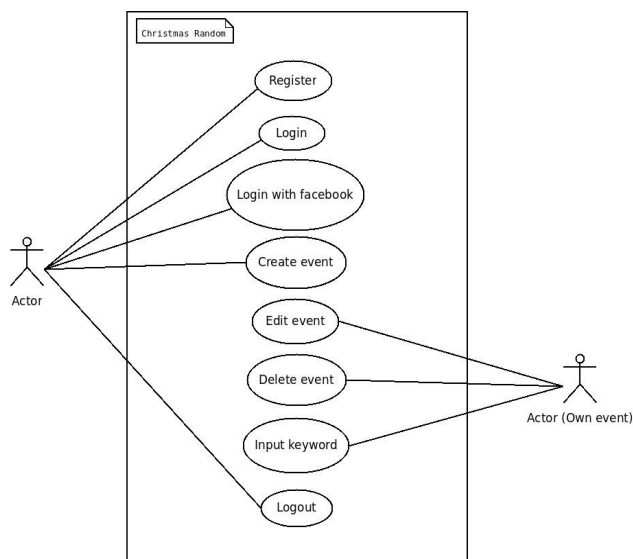 Christmas Random
Register
Login
Login with facebook
Create event
Actor
Edit event
Delete event
Actor (Own event)
Input keyword
Logout